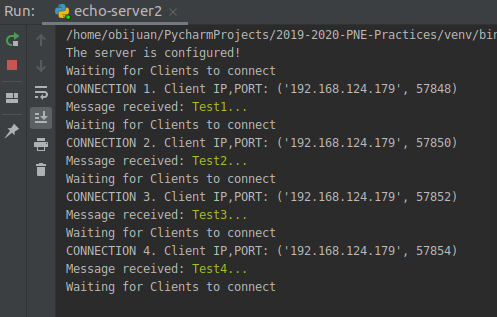 Run: echo-server2
/home/obijuan/PycharmProjects/2019-2020-PNE-Practices/venv/bin
The server is configured!
Waiting for Clients to connect
CONNECTION 1. Client IP,PORT: ('192.168.124.179', 57848)
Message received: Test1...
Waiting for Clients to connect
CONNECTION 2. Client IP,PORT: ('192.168.124.179', 57850)
Message received: Test2...
Waiting for Clients to connect
CONNECTION 3. Client IP,PORT: ('192.168.124.179', 57852)
Message received: Test3...
Waiting for Clients to connect
CONNECTION 4. Client IP,PORT: ('192.168.124.179', 57854)
Message received: Test4...
Waiting for Clients to connect